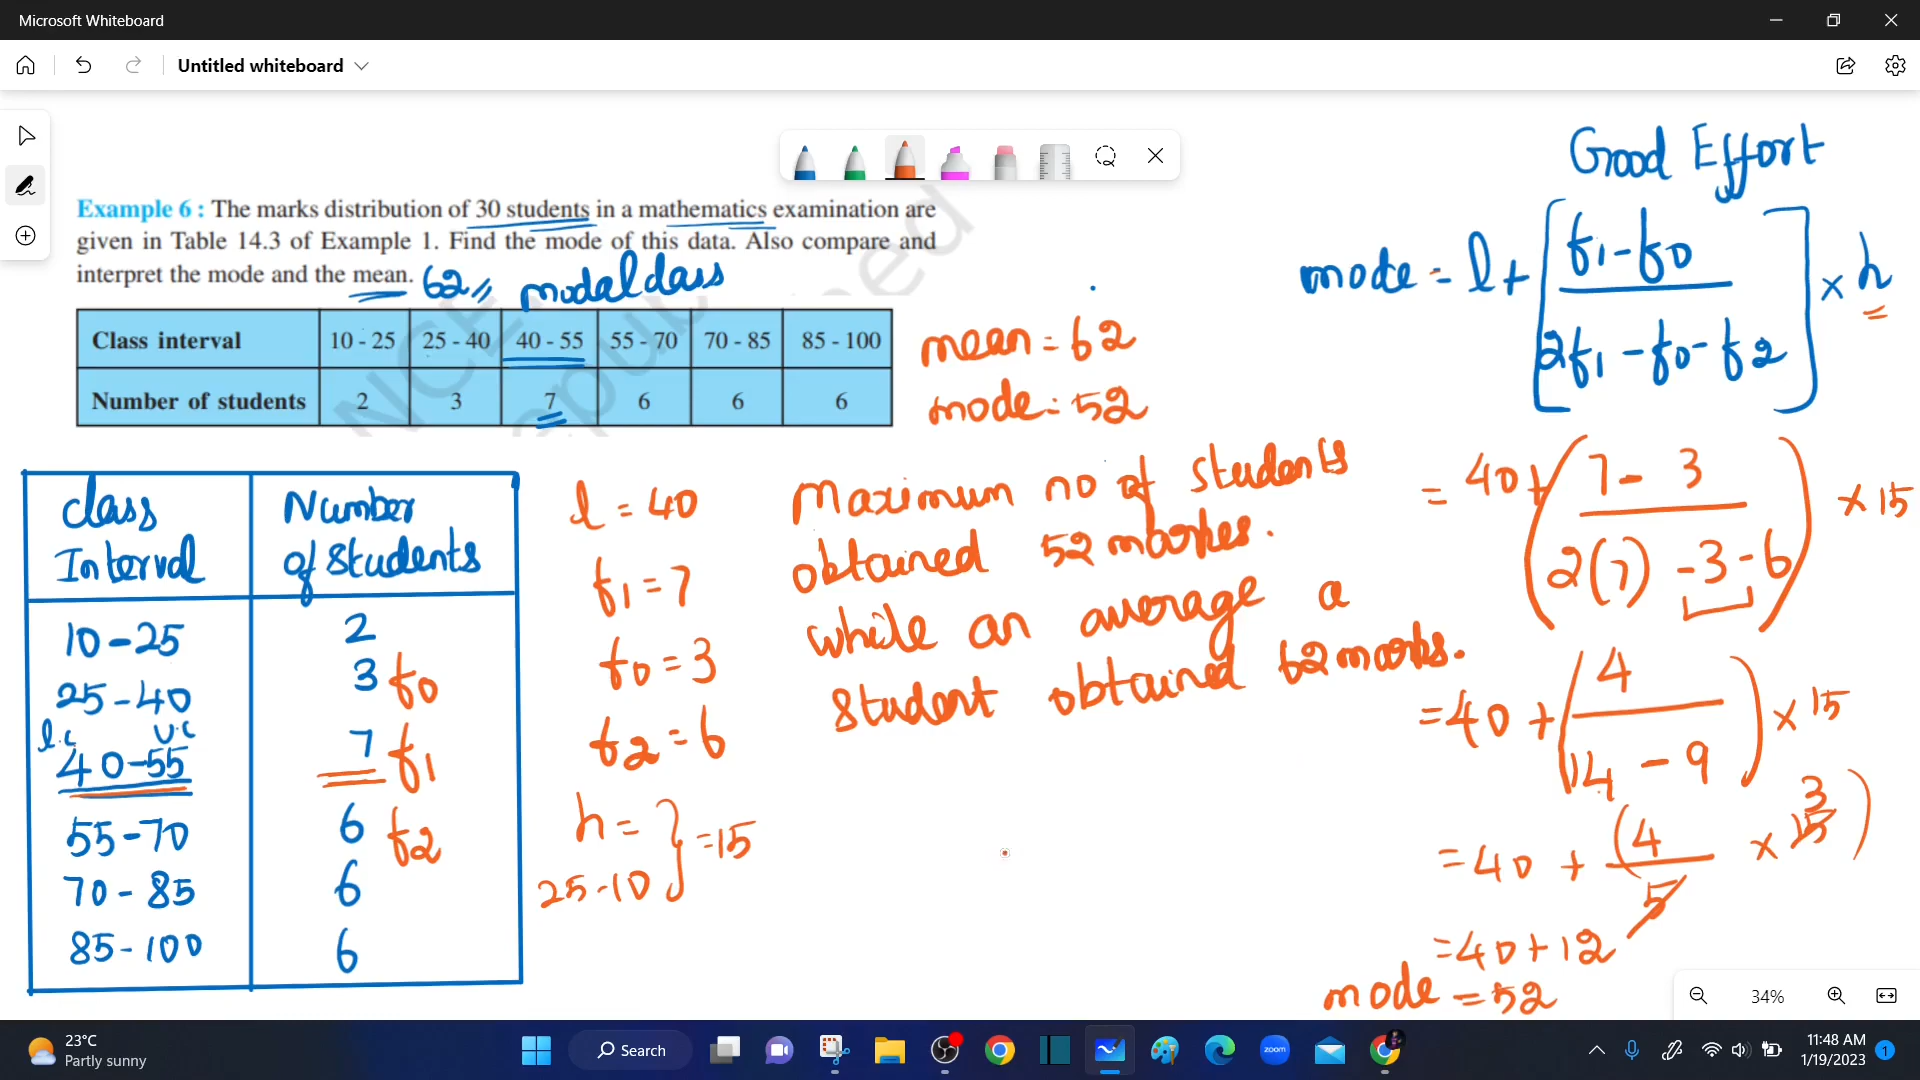 Microsoft Whiteboard
Untitled whiteboard
Good Effort
Example 6 : The marks distribution of 30 students in a mathematics examination are
given in Table 14.3 of Example 1. Find the mode of this data. Also compare and
interpret the mode and the mean. 62 modal class
Class interval 10 - 25 25 - 40 40 - 55 55 - 70 70 - 85 85 - 100
Number of students 2 3 7 6 6 6
mean = 62
mode = 52
mode = l + [f1 - f0
2f1 - f0 - f2] × h
class Interval
Number of Students
10 - 25 2
25 - 40 3 f0
l.c u.c
40 - 55 7 f1
55 - 70 6 f2
70 - 85 6
85 - 100 6
l = 40
f1 = 7
f0 = 3
f2 = 6
h =
25 - 10 } = 15
Maximum no of students
obtained 52 marks.
while an average a
student obtained 62 marks.
= 40 + (7 - 3
2(7) - 3 - 6) × 15
= 40 + (4
14 - 9) × 15
= 40 + (4
5 × 15) 3
= 40 + 12
mode = 52
34%
23°C
Partly sunny
Search
zoom
11:48 AM
1/19/2023
1